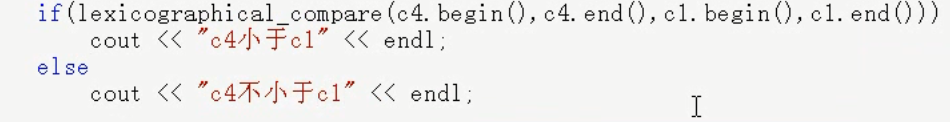 if(lexicographical_compare(c4.begin(),c4.end(),c1.begin(),c1.end()))
cout << "c4小于c1" << endl;
else
cout << "c4不小于c1" << endl;